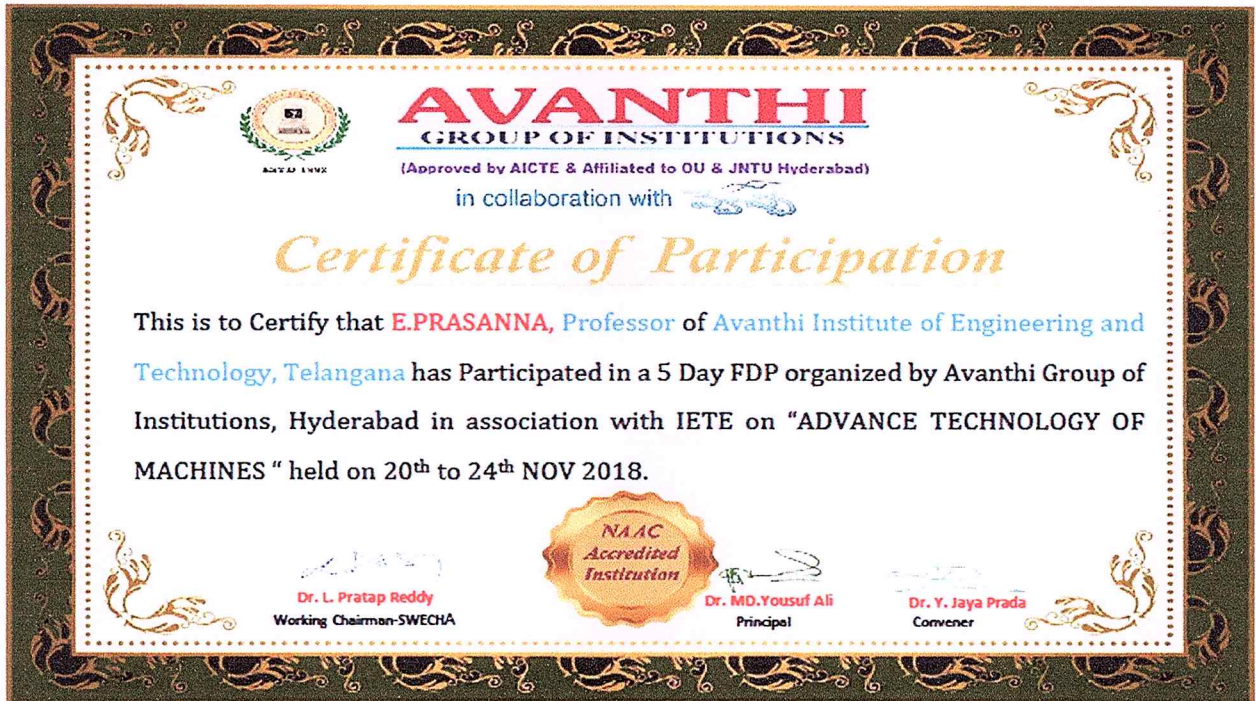 AVANTHI
GROUP OF INSTITUTIONS
(Approved by AICTE & Affiliated to OU & JNTU Hyderabad)
in collaboration with
Certificate of Participation
This is to Certify that E.PRASANNA, Professor of Avanthi Institute of Engineering and
Technology, Telangana has Participated in a 5 Day FDP organized by Avanthi Group of
Institutions, Hyderabad in association with IETE on “ADVANCE TECHNOLOGY OF
MACHINES “ held on 20th to 24th NOV 2018.
NAAC
Accredited
Institution
Dr. L. Pratap Reddy
Working Chairman-SWECHA
Dr. MD.Yousuf Ali
Principal
Dr. Y. Jaya Prada
Convener